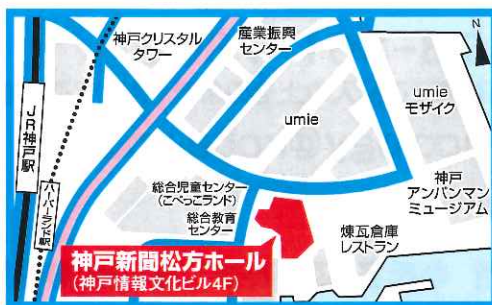 神戸クリスタル
タワー
産業振興
センター
N
JR神戸駅
ハーバーランド駅
umie
umie
モザイク
神戸
アンパンマン
ミュージアム
総合児童センター
(こべっこランド)
総合教育
センター
煉瓦倉庫
レストラン
神戸新聞松方ホール
(神戸情報文化ビル4F)